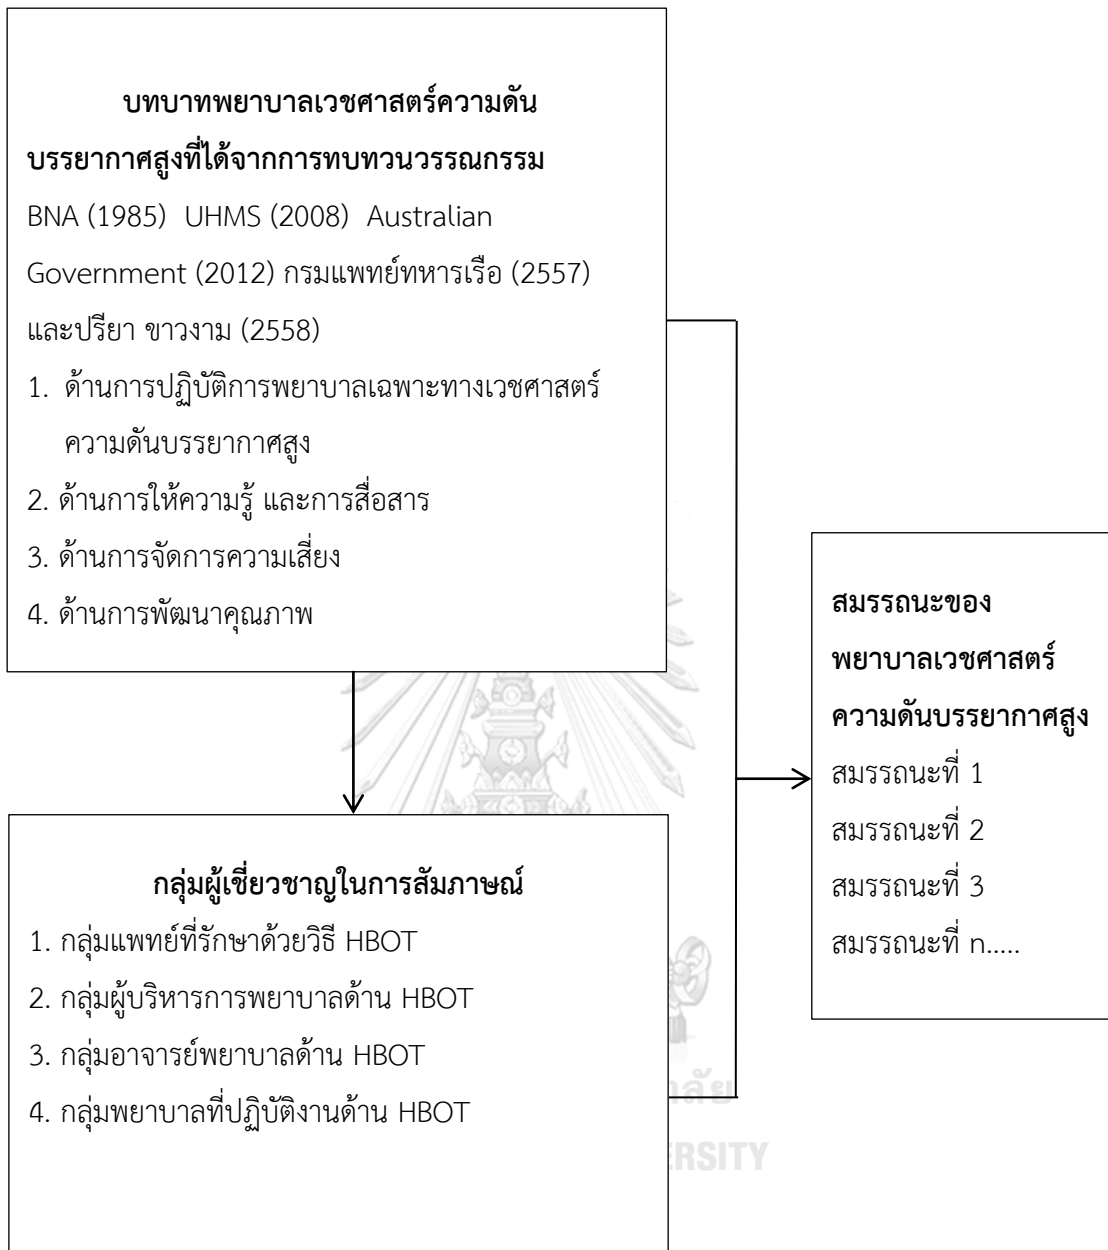 บทบาทพยาบาลเวชศาสตร์ความดัน
บรรยากาศสูงที่ได้จากการทบทวนวรรณกรรม
BNA (1985) UHMS (2008) Australian
Government (2012) กรมแพทย์ทหารเรือ (2557)
และปรียา ขาวงาม (2558)
1. ด้านการปฏิบัติการพยาบาลเฉพาะทางเวชศาสตร์
ความดันบรรยากาศสูง
2. ด้านการให้ความรู้ และการสื่อสาร
3. ด้านการจัดการความเสี่ยง
4. ด้านการพัฒนาคุณภาพ
กลุ่มผู้เชี่ยวชาญในการสัมภาษณ์
1. กลุ่มแพทย์ที่รักษาด้วยวิธี HBOT
2. กลุ่มผู้บริหารการพยาบาลด้าน HBOT
3. กลุ่มอาจารย์พยาบาลด้าน HBOT
4. กลุ่มพยาบาลที่ปฏิบัติงานด้าน HBOT
สมรรถนะของ
พยาบาลเวชศาสตร์
ความดันบรรยากาศสูง
สมรรถนะที่ 1
สมรรถนะที่ 2
สมรรถนะที่ 3
สมรรถนะที่ n.....